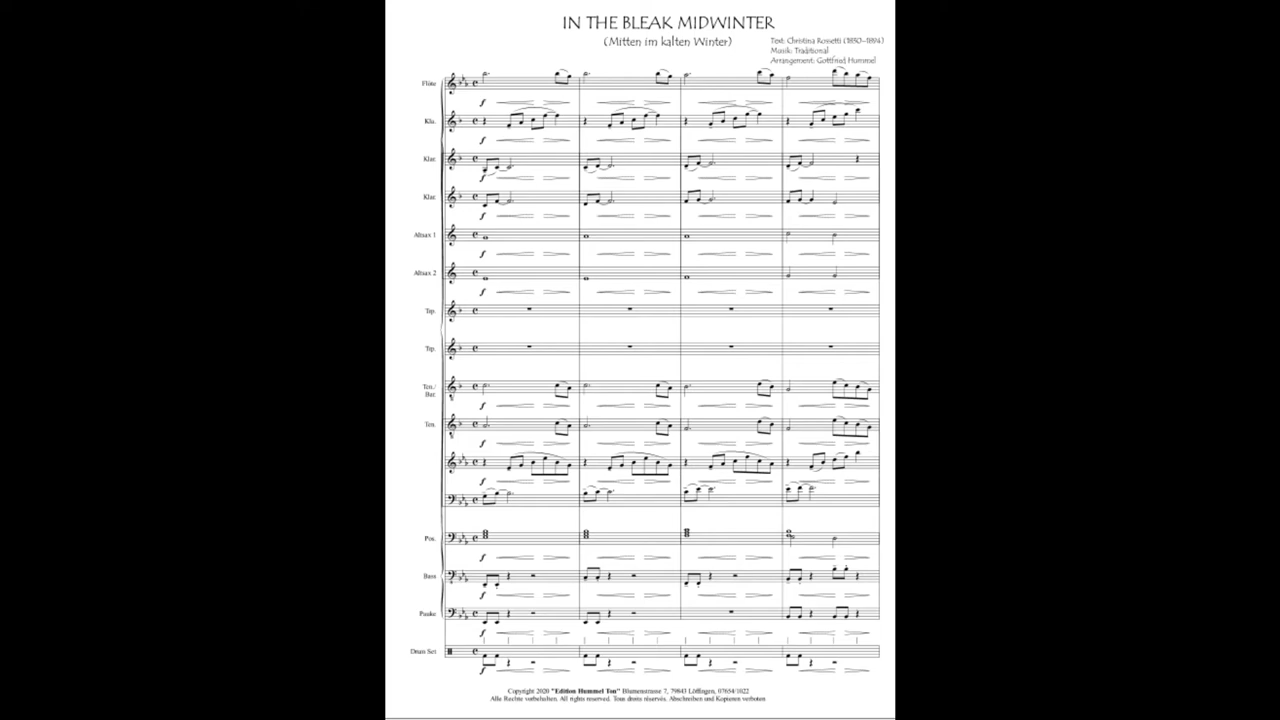 IN THE BLEAK MIDWINTER
(Mitten im kalten Winter)
Text: Christina Rossetti (1830–1894)
Musik: Traditional
Arrangement: Gottfried Hummel
Flöte
f
Kla.
f
Klar.
f
Klar.
f
Altsax 1
f
Altsax 2
f
Trp.
Trp.
Ten./
Bar.
f
Ten.
f
f
Pos.
f
Bass
f
Pauke
f
Drum Set
f
Copyright 2020 "Edition Hummel Ton" Blumenstrasse 7, 79843 Löffingen, 07654/1022
Alle Rechte vorbehalten. All rights reserved. Tous droits réservés. Abschreiben und Kopieren verboten